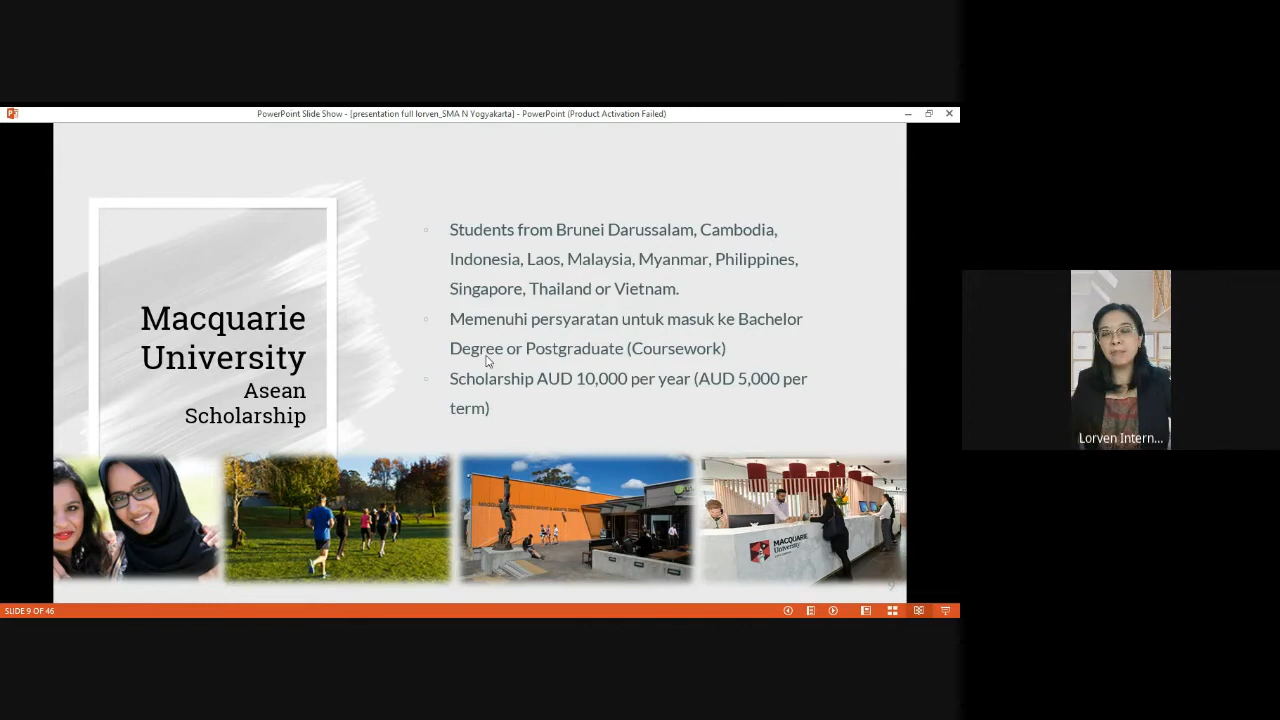 PowerPoint Slide Show - [presentation full lorven_SMA N Yogyakarta] - PowerPoint (Product Activation Failed)
Macquarie
University
Asean
Scholarship
Students from Brunei Darussalam, Cambodia,
Indonesia, Laos, Malaysia, Myanmar, Philippines,
Singapore, Thailand or Vietnam.
Memenuhi persyaratan untuk masuk ke Bachelor
Degree or Postgraduate (Coursework)
Scholarship AUD 10,000 per year (AUD 5,000 per
term)
MACQUARIE
University
9
SLIDE 9 OF 46
Lorven Intern...